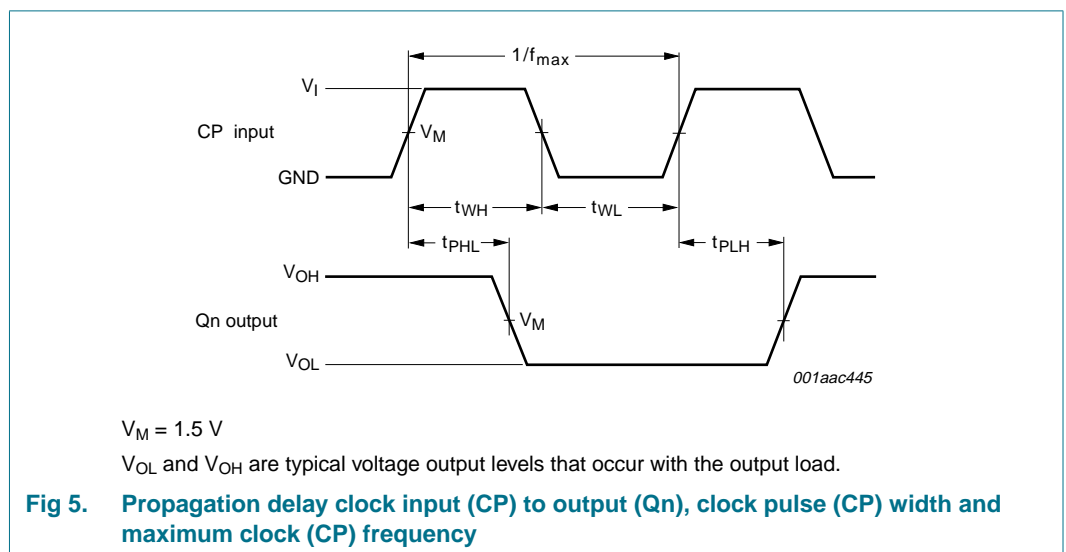 1/fmax
VI
CP input
VM
GND
tWH
tWL
tPHL
tPLH
VOH
Qn output
VM
VOL
001aac445
VM = 1.5 V
VOL and VOH are typical voltage output levels that occur with the output load.
Fig 5. Propagation delay clock input (CP) to output (Qn), clock pulse (CP) width and
maximum clock (CP) frequency